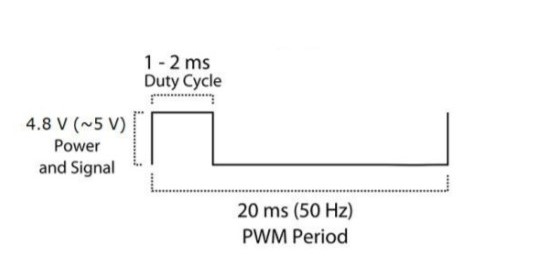 1 - 2 ms
Duty Cycle
4.8 V (~5 V)
Power
and Signal
20 ms (50 Hz)
PWM Period